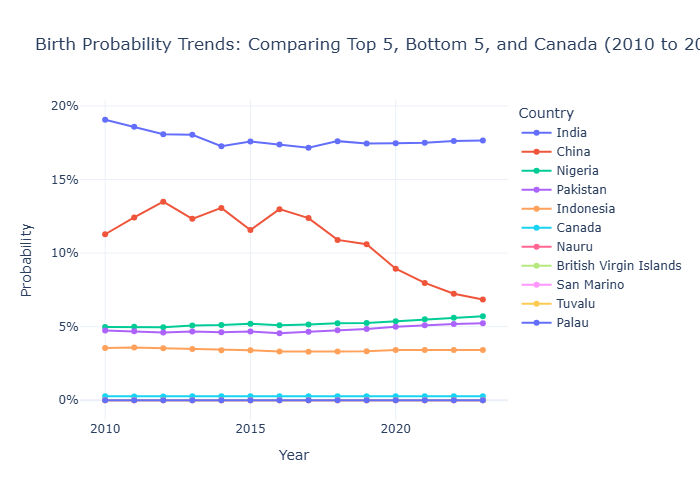 Birth Probability Trends: Comparing Top 5, Bottom 5, and Canada (2010 to 20
20%
15%
10%
5%
0%
Probability
2010
2015
2020
Year
Country
India
China
Nigeria
Pakistan
Indonesia
Canada
Nauru
British Virgin Islands
San Marino
Tuvalu
Palau